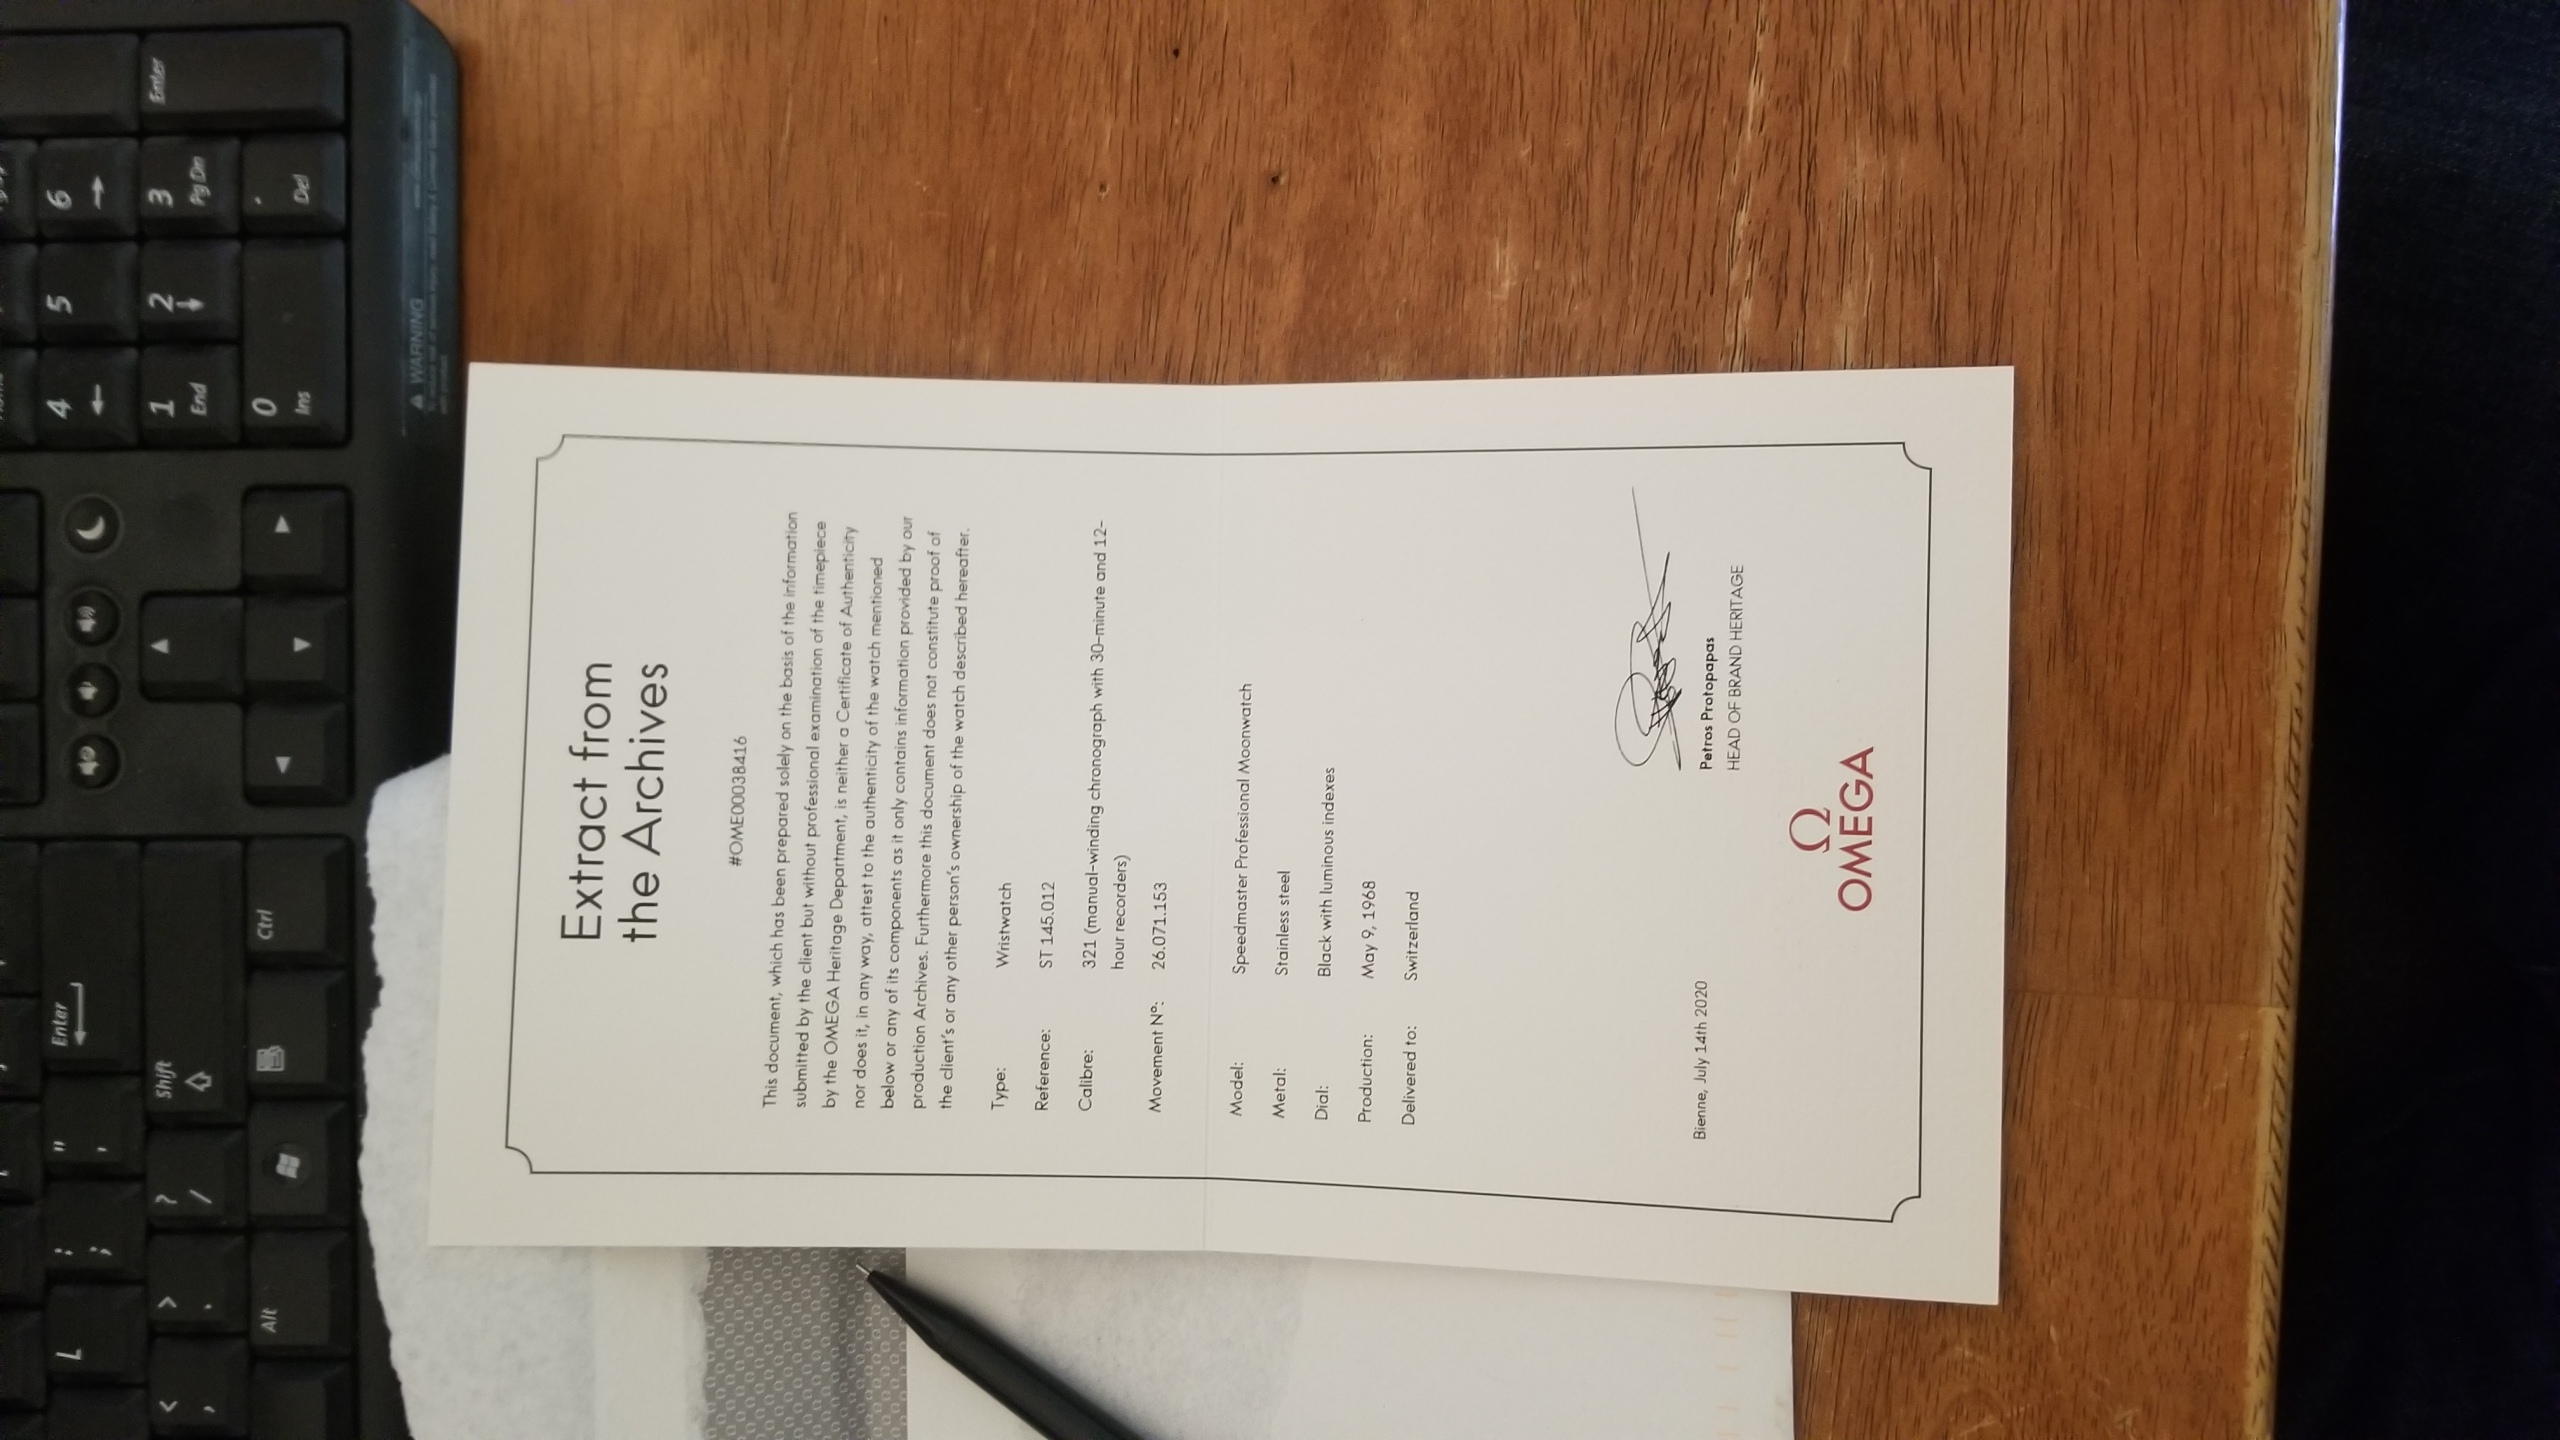 Extract from
the Archives
#OME00038416
This document, which has been prepared solely on the basis of the information
submitted by the client but without professional examination of the timepiece
by the OMEGA Heritage Department, is neither a Certificate of Authenticity
nor does it, in any way, attest to the authenticity of the watch mentioned
below or any of its components as it only contains information provided by our
production Archives. Furthermore this document does not constitute proof of
the client's or any other person's ownership of the watch described hereafter.
Type: Wristwatch
Reference: ST 145.012
Calibre: 321 (manual-winding chronograph with 30-minute and 12-
hour recorders)
Movement Nº: 26.071.153
Model: Speedmaster Professional Moonwatch
Metal: Stainless steel
Dial: Black with luminous indexes
Production: May 9, 1968
Delivered to: Switzerland
Bienne, July 14th 2020
Petros Protopapas
HEAD OF BRAND HERITAGE
Ω
OMEGA
4 5 6
1 2 3 Enter
End Pg Dn
0 .
Ins Del
WARNING
L : ; " ' Enter
< , > . ? / Shift
Alt Ctrl